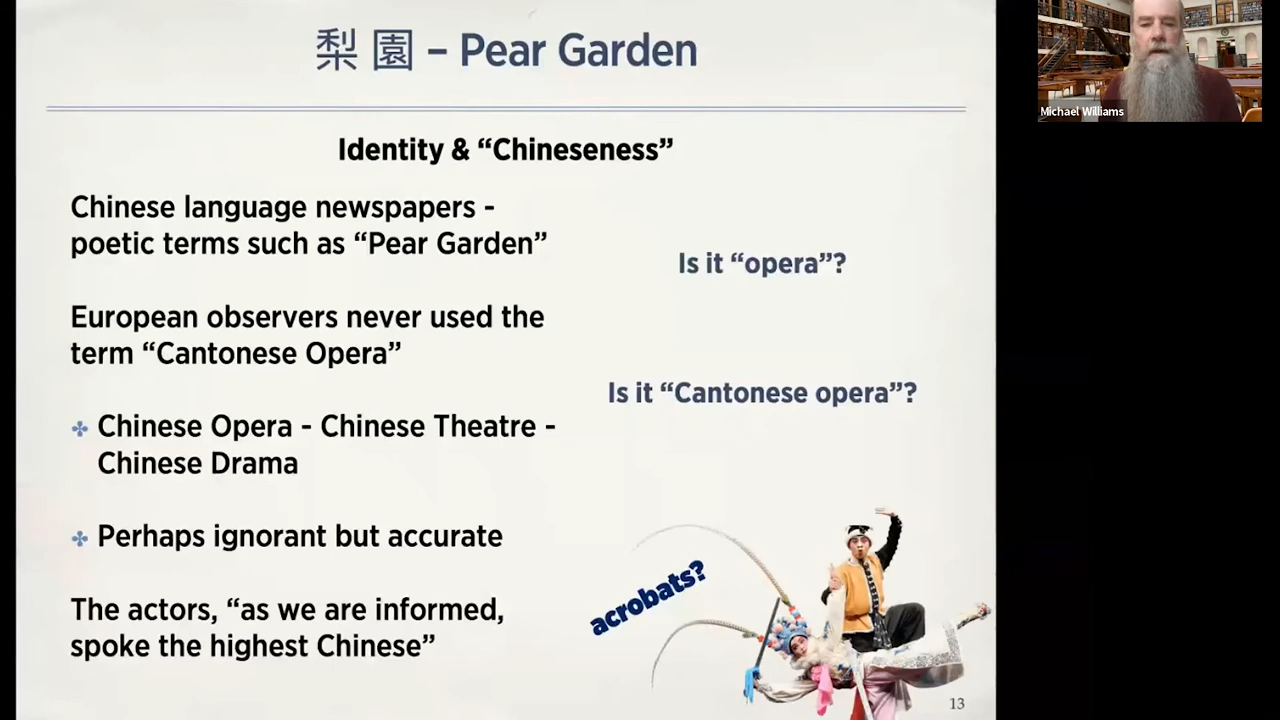 梨 園 – Pear Garden
Identity & “Chineseness”
Chinese language newspapers -
poetic terms such as “Pear Garden”
European observers never used the
term “Cantonese Opera”
Chinese Opera - Chinese Theatre -
Chinese Drama
Perhaps ignorant but accurate
The actors, “as we are informed,
spoke the highest Chinese”
Is it “opera”?
Is it “Cantonese opera”?
acrobats?
13
Michael Williams